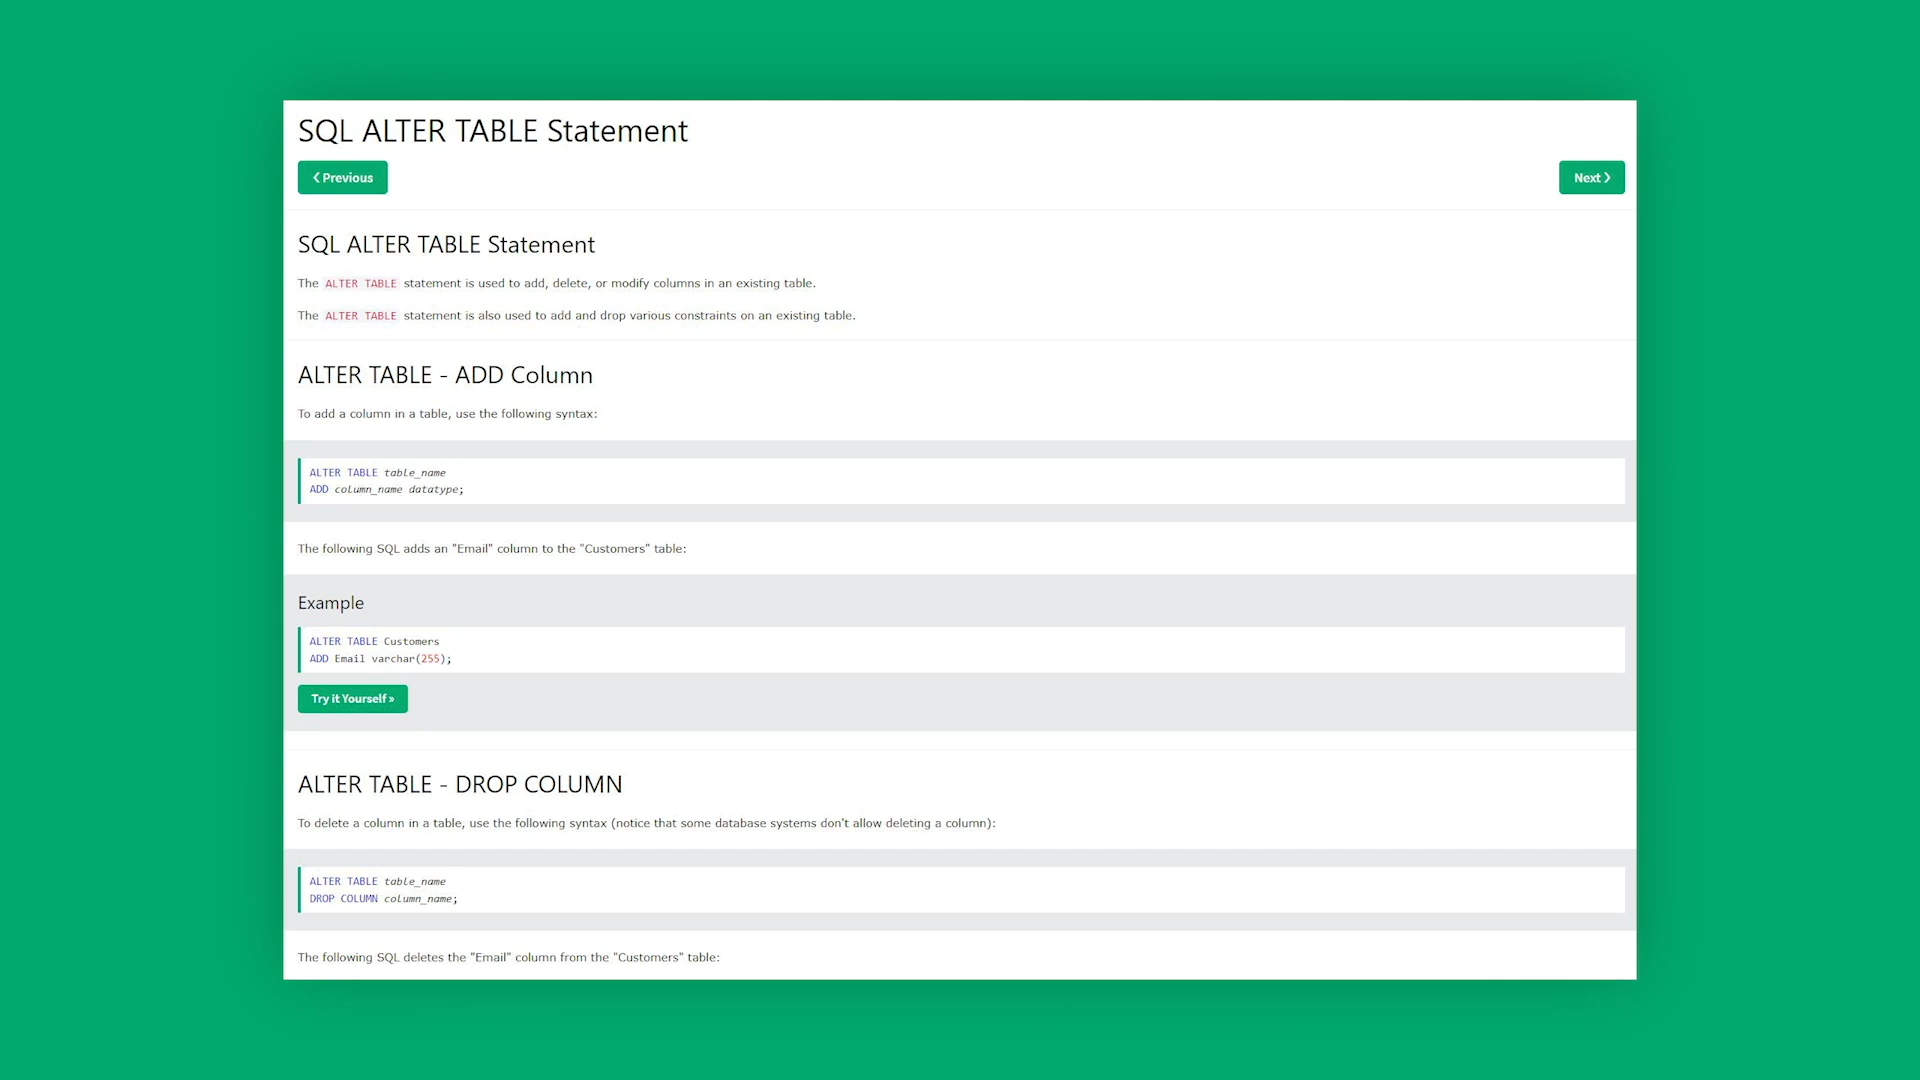 SQL ALTER TABLE Statement
❮ Previous
Next ❯
SQL ALTER TABLE Statement
The ALTER TABLE statement is used to add, delete, or modify columns in an existing table.
The ALTER TABLE statement is also used to add and drop various constraints on an existing table.
ALTER TABLE - ADD Column
To add a column in a table, use the following syntax:
ALTER TABLE table_name
ADD column_name datatype;
The following SQL adds an "Email" column to the "Customers" table:
Example
ALTER TABLE Customers
ADD Email varchar(255);
Try it Yourself »
ALTER TABLE - DROP COLUMN
To delete a column in a table, use the following syntax (notice that some database systems don't allow deleting a column):
ALTER TABLE table_name
DROP COLUMN column_name;
The following SQL deletes the "Email" column from the "Customers" table: